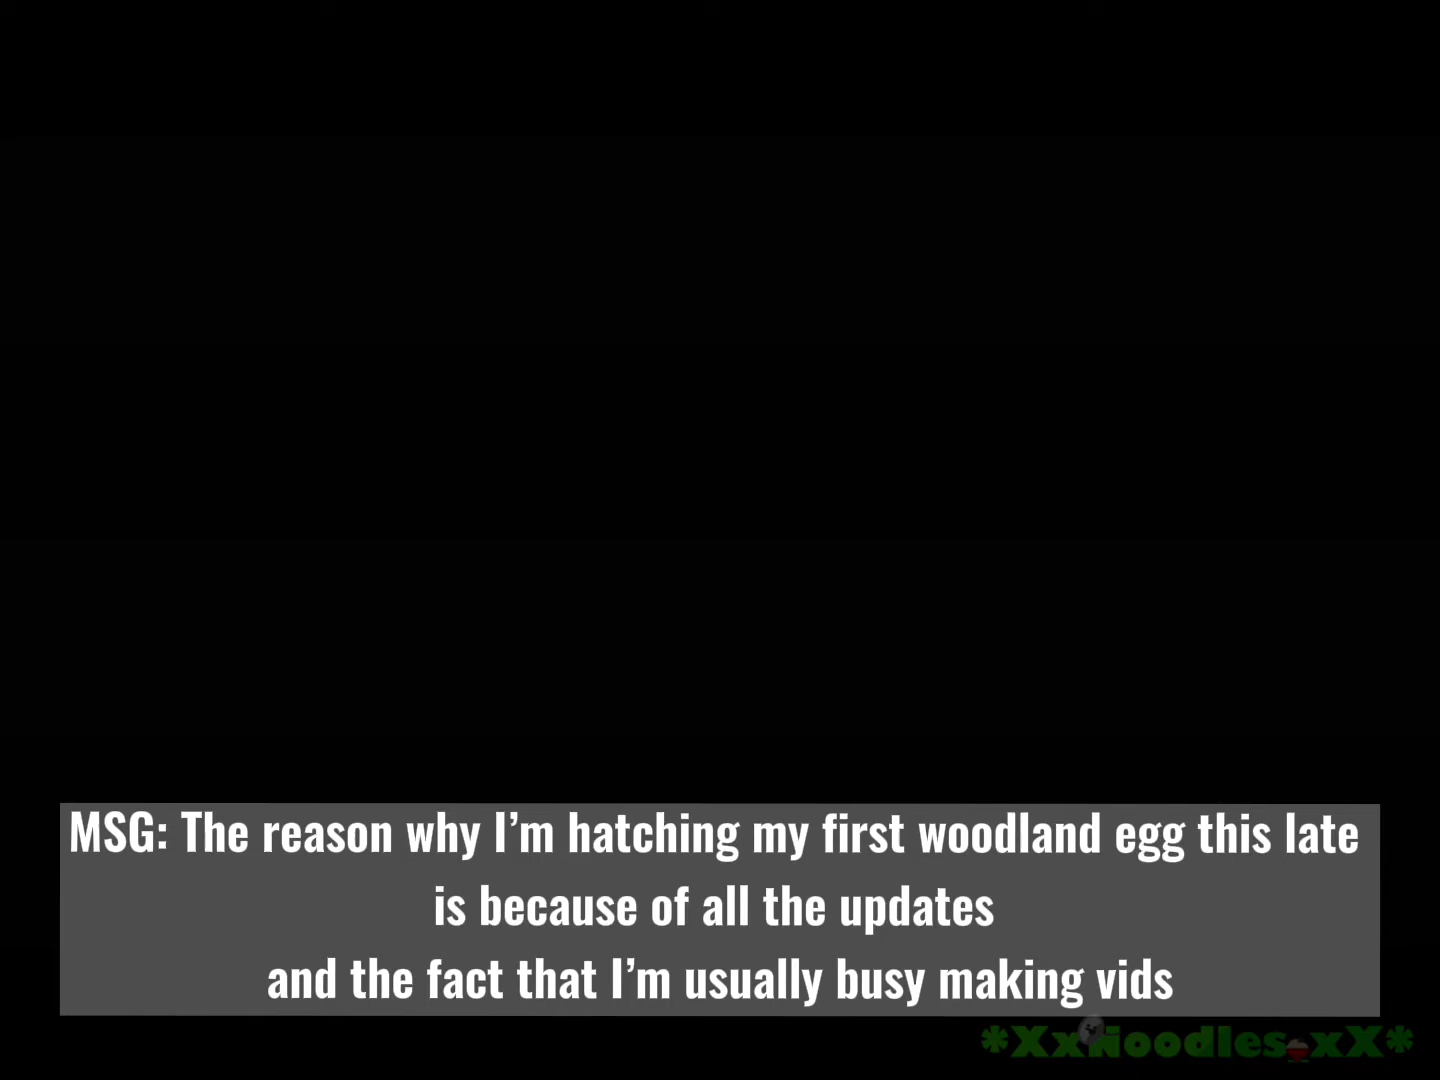 MSG: The reason why I’m hatching my first woodland egg this late
is because of all the updates
and the fact that I’m usually busy making vids
*XxNoodles_xX*